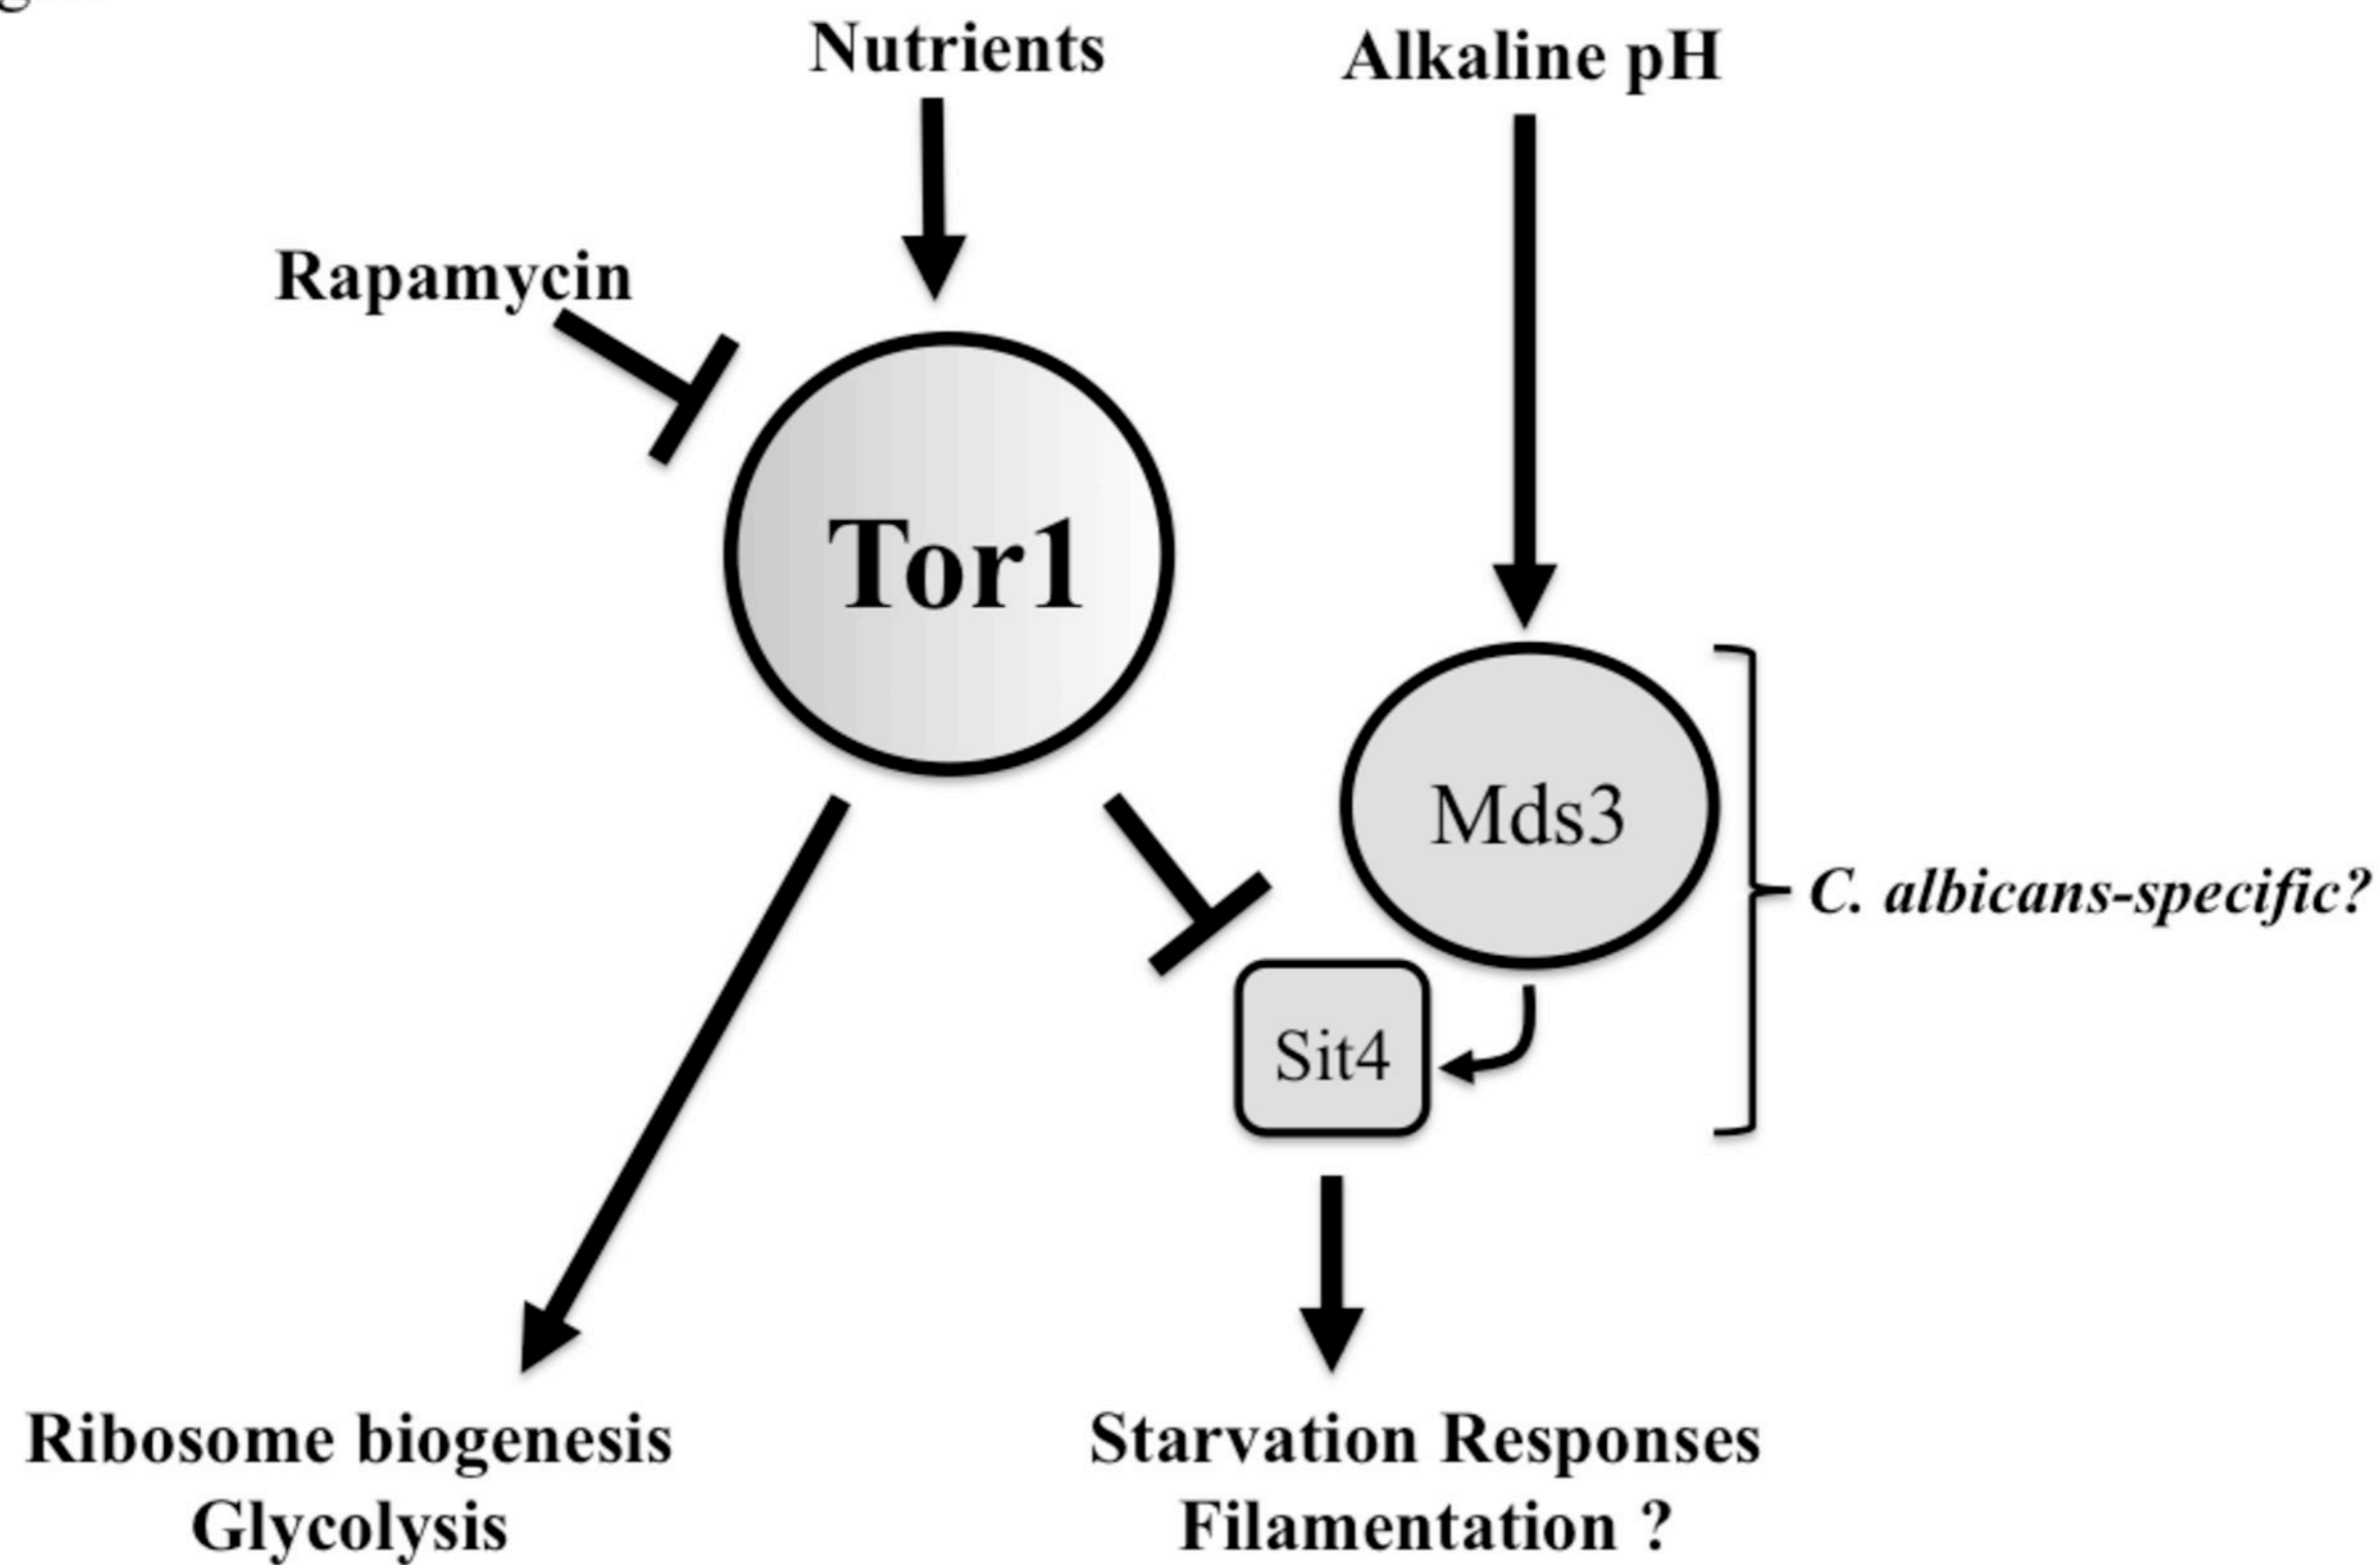 Nutrients
Alkaline pH
Rapamycin
Tor1
Mds3
C. albicans-specific?
Sit4
Ribosome biogenesis
Glycolysis
Starvation Responses
Filamentation ?